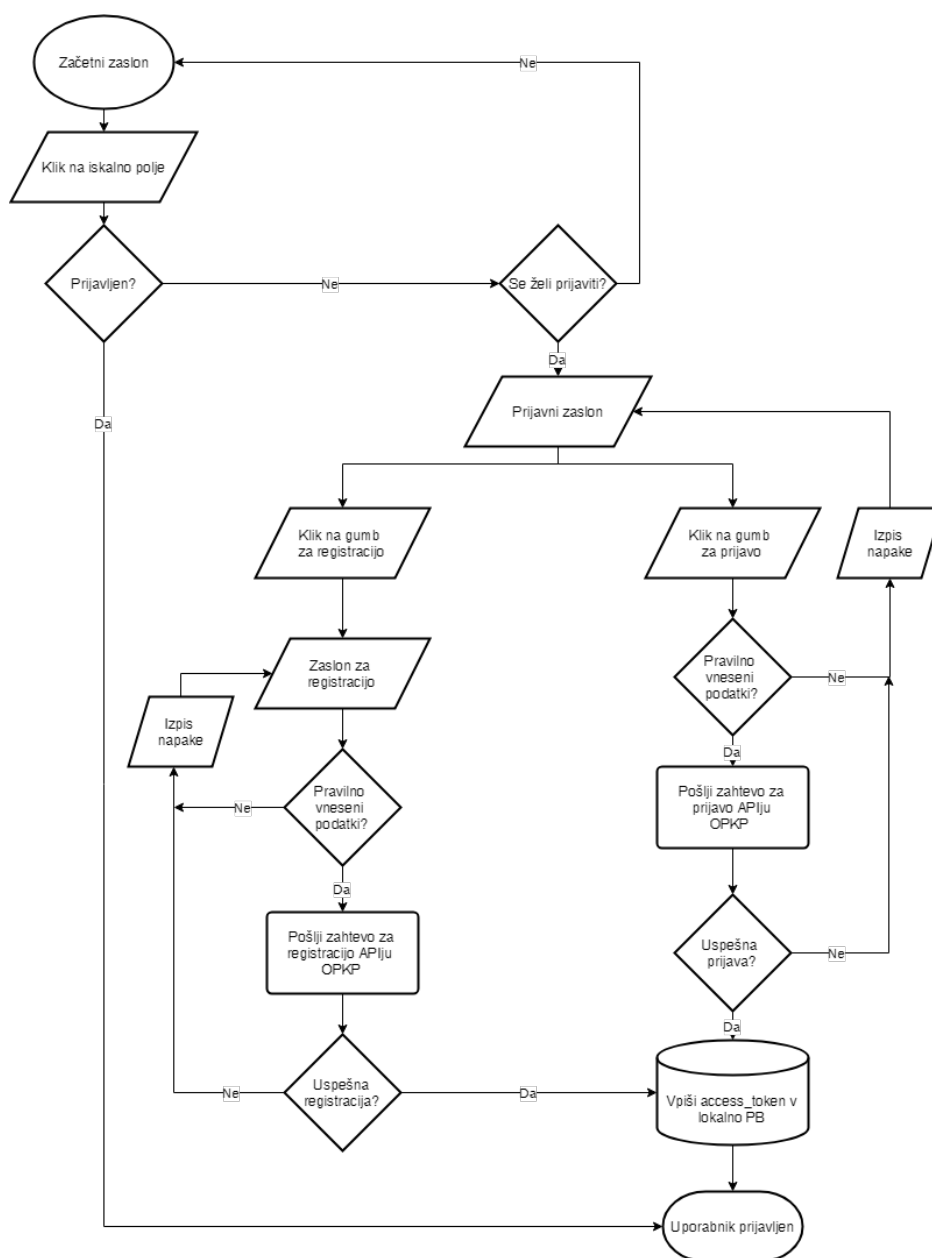 Začetni zaslon
Ne
Klik na iskalno polje
Prijavljen?
Ne
Se želi prijaviti?
Da
Da
Prijavni zaslon
Klik na gumb
za registracijo
Klik na gumb
za prijavo
Izpis
napake
Zaslon za
registracijo
Pravilno
vneseni
podatki?
Ne
Izpis
napake
Da
Pravilno
vneseni
podatki?
Ne
Pošlji zahtevo za
prijavo APIju
OPKP
Da
Pošlji zahtevo za
registracijo APIju
OPKP
Uspešna
prijava?
Ne
Da
Uspešna
registracija?
Ne
Da
Vpiši access_token v
lokalno PB
Uporabnik prijavljen